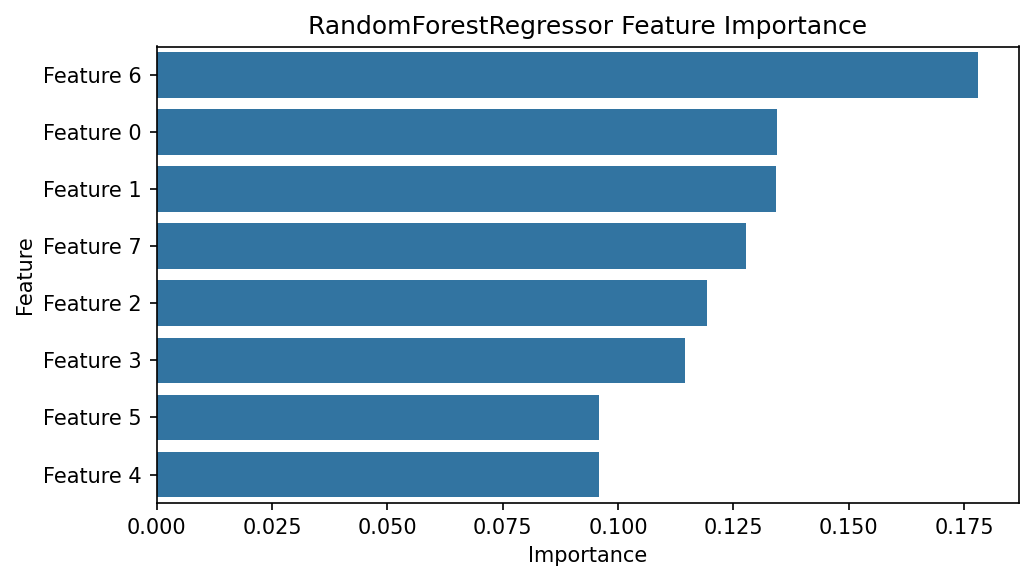 RandomForestRegressor Feature Importance
Feature 6
Feature 0
Feature 1
Feature 7
Feature 2
Feature 3
Feature 5
Feature 4
Feature
0.000 0.025 0.050 0.075 0.100 0.125 0.150 0.175
Importance